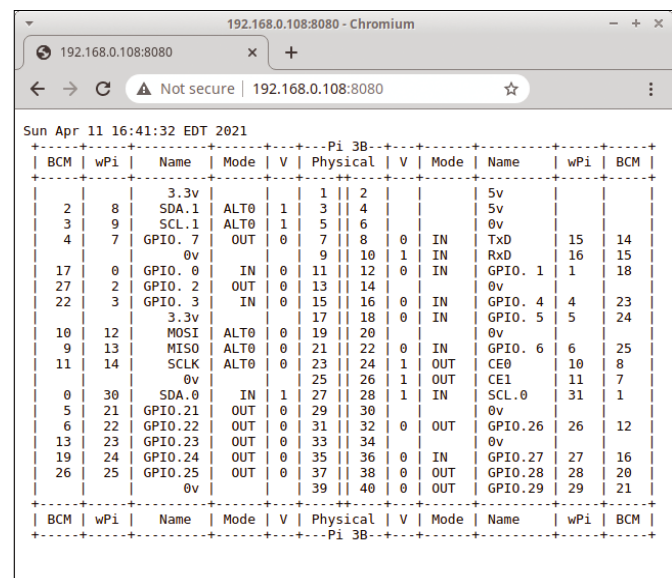 192.168.0.108:8080 - Chromium
192.168.0.108:8080
Not secure | 192.168.0.108:8080
Sun Apr 11 16:41:32 EDT 2021
+-----+-----+---------+------+---+---Pi 3B--+---+------+---------+-----+-----+
| BCM | wPi |   Name  | Mode | V | Physical | V | Mode | Name    | wPi | BCM |
+-----+-----+---------+------+---+----++----+---+------+---------+-----+-----+
|     |     |    3.3v |      |   |  1 || 2  |   |      | 5v      |     |     |
|   2 |   8 |   SDA.1 | ALT0 | 1 |  3 || 4  |   |      | 5v      |     |     |
|   3 |   9 |   SCL.1 | ALT0 | 1 |  5 || 6  |   |      | 0v      |     |     |
|   4 |   7 | GPIO. 7 |  OUT | 0 |  7 || 8  | 0 | IN   | TxD     | 15  | 14  |
|     |     |      0v |      |   |  9 || 10 | 1 | IN   | RxD     | 16  | 15  |
|  17 |   0 | GPIO. 0 |   IN | 0 | 11 || 12 | 0 | IN   | GPIO. 1 | 1   | 18  |
|  27 |   2 | GPIO. 2 |  OUT | 0 | 13 || 14 |   |      | 0v      |     |     |
|  22 |   3 | GPIO. 3 |   IN | 0 | 15 || 16 | 0 | IN   | GPIO. 4 | 4   | 23  |
|     |     |    3.3v |      |   | 17 || 18 | 0 | IN   | GPIO. 5 | 5   | 24  |
|  10 |  12 |    MOSI | ALT0 | 0 | 19 || 20 |   |      | 0v      |     |     |
|   9 |  13 |    MISO | ALT0 | 0 | 21 || 22 | 0 | IN   | GPIO. 6 | 6   | 25  |
|  11 |  14 |    SCLK | ALT0 | 0 | 23 || 24 | 1 | OUT  | CE0     | 10  | 8   |
|     |     |      0v |      |   | 25 || 26 | 1 | OUT  | CE1     | 11  | 7   |
|   0 |  30 |   SDA.0 |   IN | 1 | 27 || 28 | 1 | IN   | SCL.0   | 31  | 1   |
|   5 |  21 | GPIO.21 |  OUT | 0 | 29 || 30 |   |      | 0v      |     |     |
|   6 |  22 | GPIO.22 |  OUT | 0 | 31 || 32 | 0 | OUT  | GPIO.26 | 26  | 12  |
|  13 |  23 | GPIO.23 |  OUT | 0 | 33 || 34 |   |      | 0v      |     |     |
|  19 |  24 | GPIO.24 |  OUT | 0 | 35 || 36 | 0 | IN   | GPIO.27 | 27  | 16  |
|  26 |  25 | GPIO.25 |  OUT | 0 | 37 || 38 | 0 | OUT  | GPIO.28 | 28  | 20  |
|     |     |      0v |      |   | 39 || 40 | 0 | OUT  | GPIO.29 | 29  | 21  |
+-----+-----+---------+------+---+----++----+---+------+---------+-----+-----+
| BCM | wPi |   Name  | Mode | V | Physical | V | Mode | Name    | wPi | BCM |
+-----+-----+---------+------+---+---Pi 3B--+---+------+---------+-----+-----+